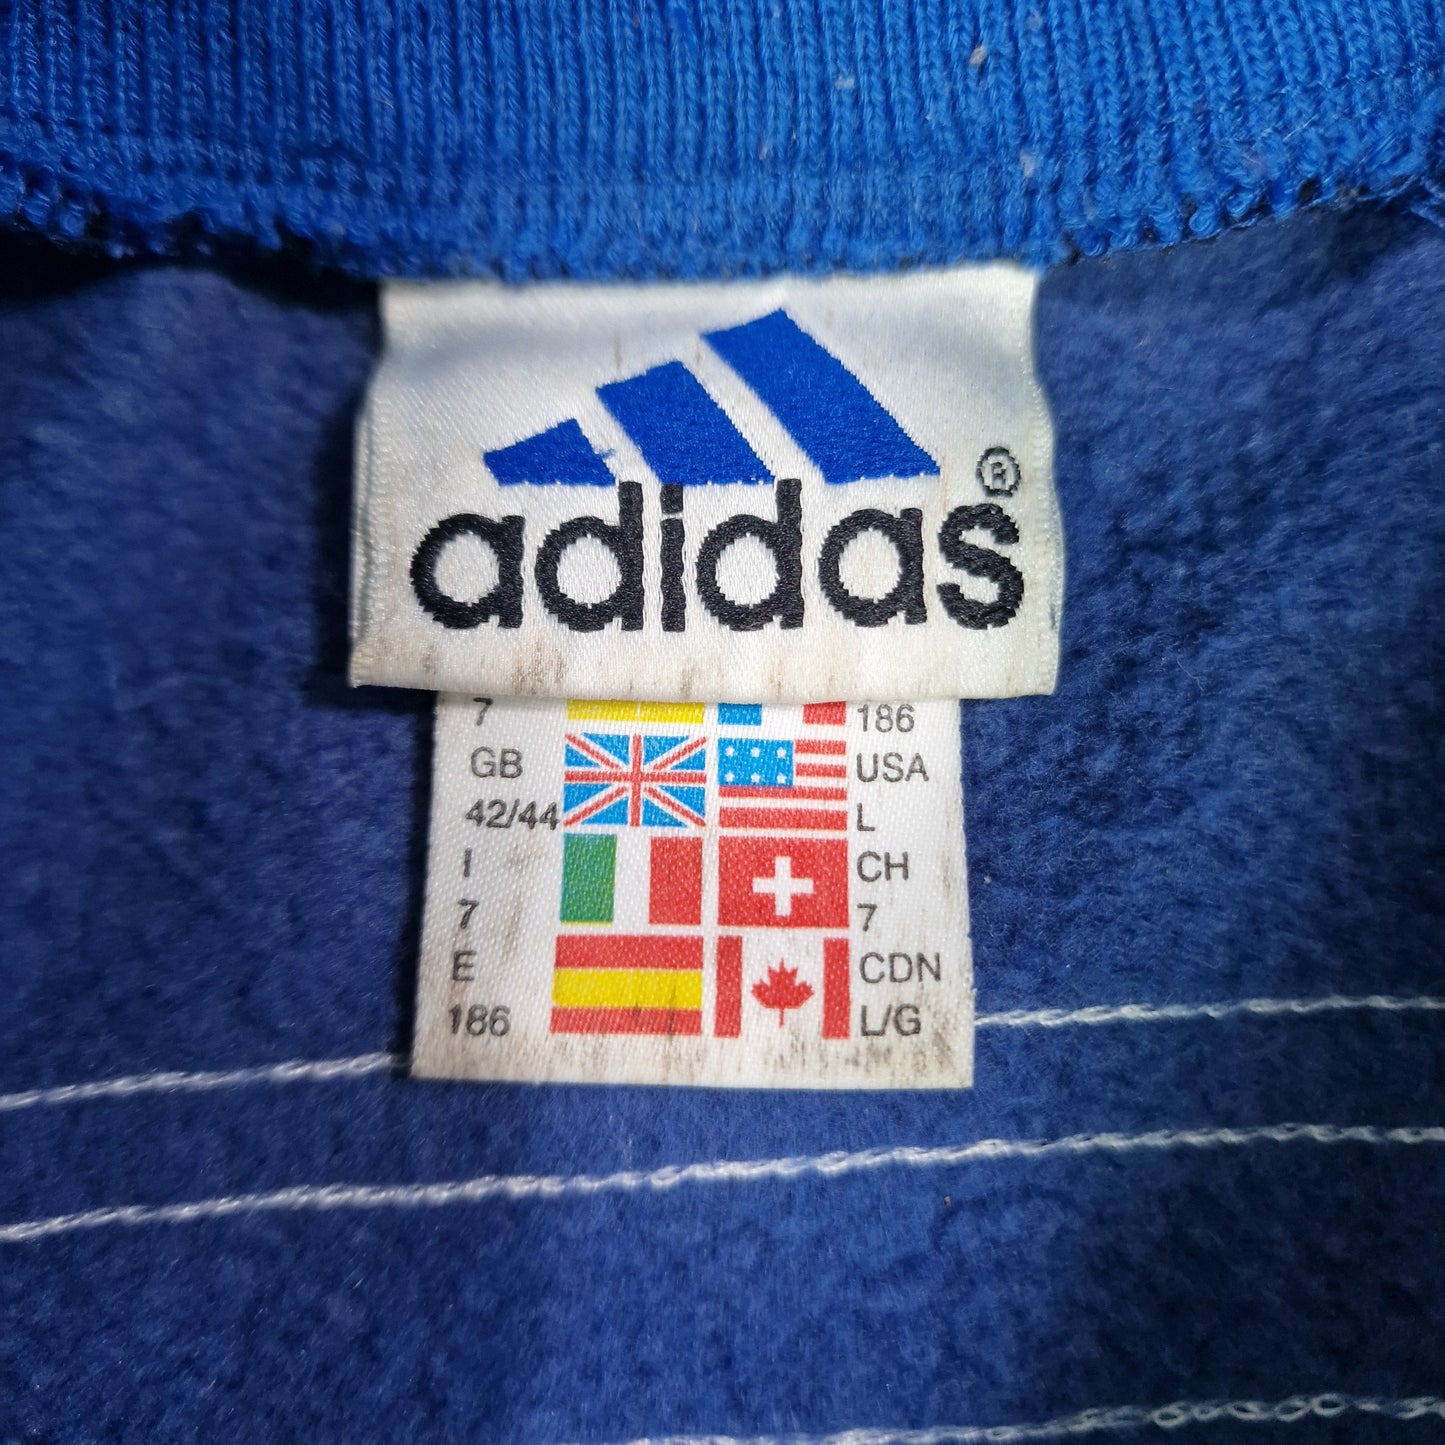 adidas ®
7 186
GB USA
42/44 L
I CH
7 7
E CDN
186 L/G